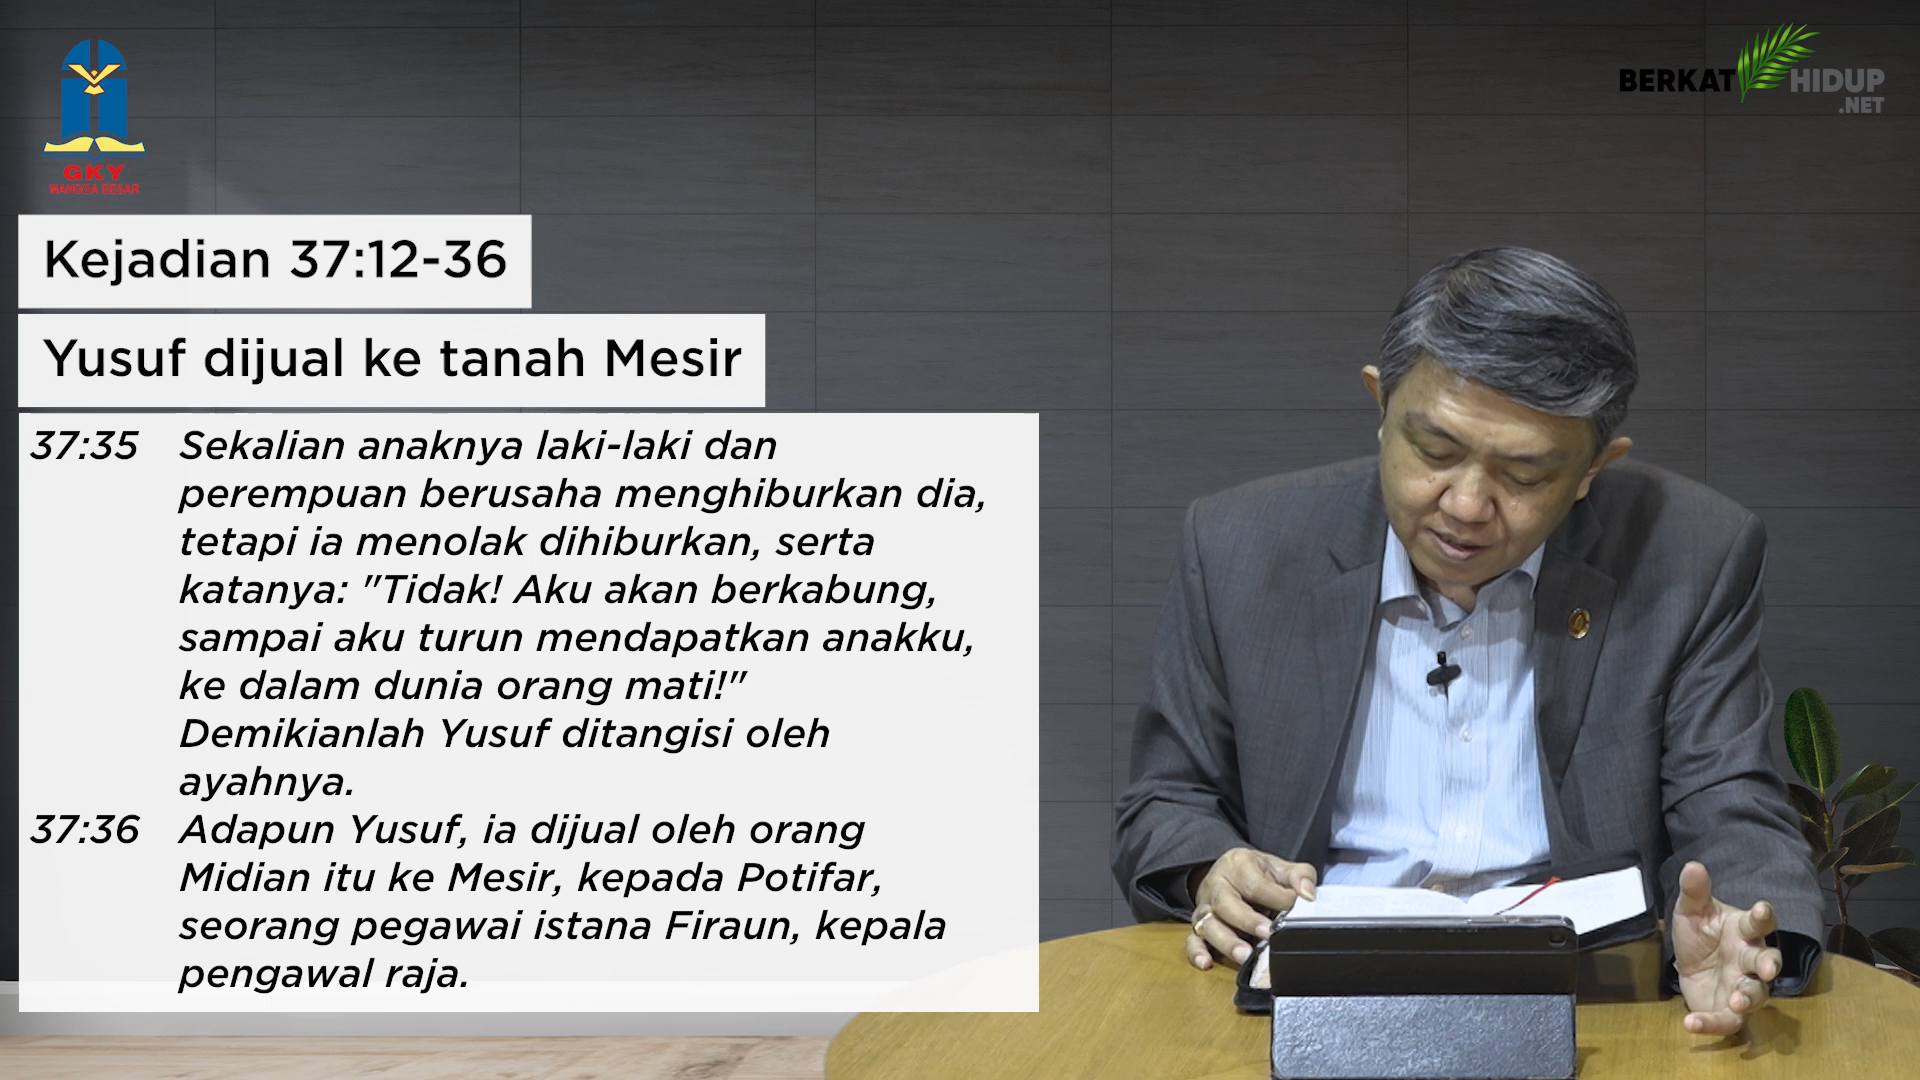 GKY
MANGGA BESAR
BERKAT HIDUP
.NET
Kejadian 37:12-36
Yusuf dijual ke tanah Mesir
37:35 Sekalian anaknya laki-laki dan
perempuan berusaha menghiburkan dia,
tetapi ia menolak dihiburkan, serta
katanya: "Tidak! Aku akan berkabung,
sampai aku turun mendapatkan anakku,
ke dalam dunia orang mati!"
Demikianlah Yusuf ditangisi oleh
ayahnya.
37:36 Adapun Yusuf, ia dijual oleh orang
Midian itu ke Mesir, kepada Potifar,
seorang pegawai istana Firaun, kepala
pengawal raja.